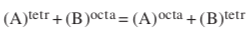 (A)ᵗᵉᵗʳ + (B)ᵒᶜᵗᵃ = (A)ᵒᶜᵗᵃ + (B)ᵗᵉᵗʳ